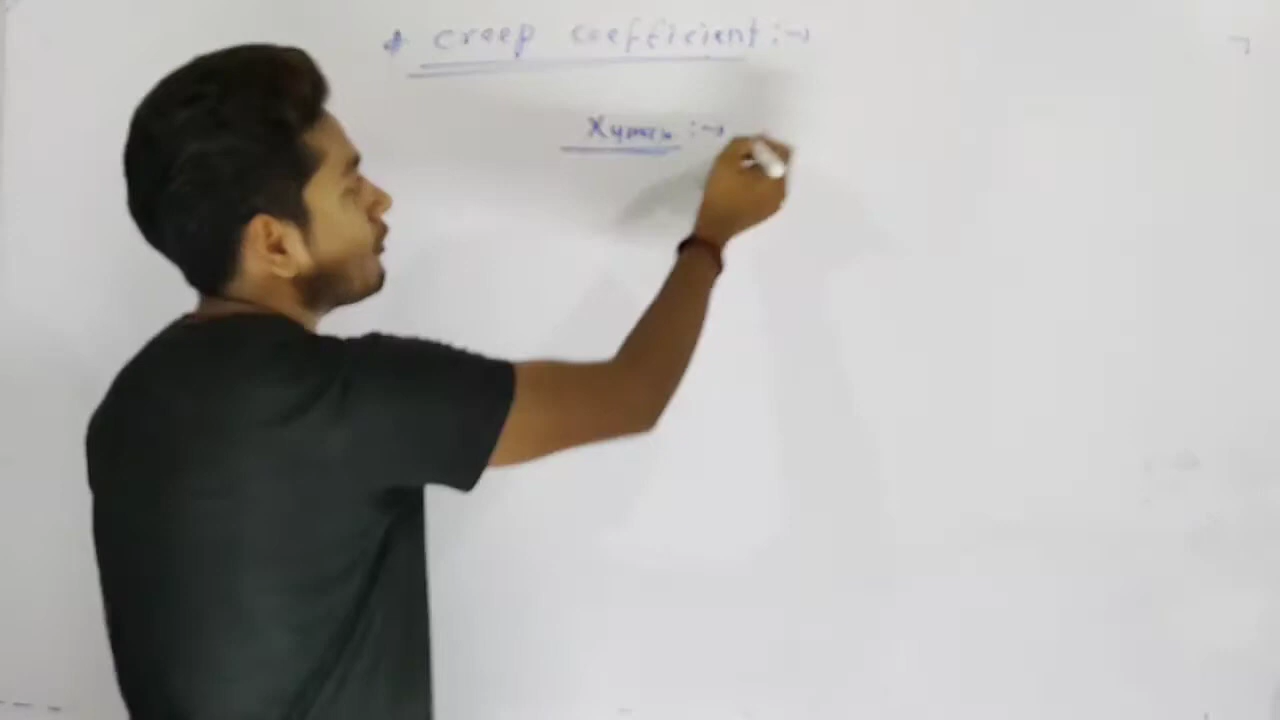 * creep coefficient :→
:→